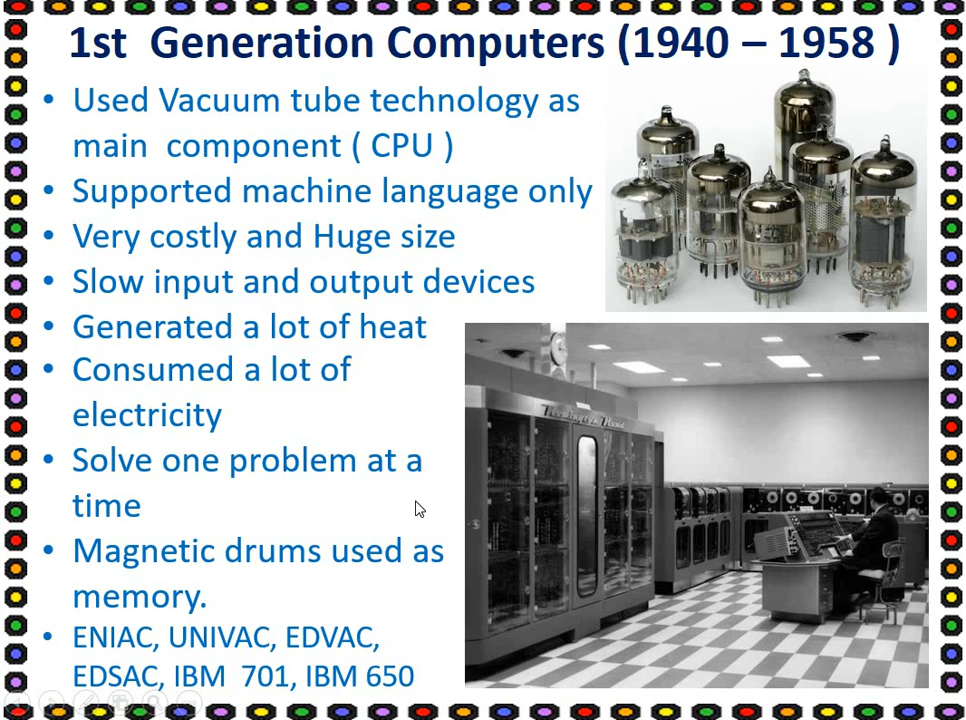 1st Generation Computers (1940 – 1958 )
• Used Vacuum tube technology as
main component ( CPU )
• Supported machine language only
• Very costly and Huge size
• Slow input and output devices
• Generated a lot of heat
• Consumed a lot of
electricity
• Solve one problem at a
time
• Magnetic drums used as
memory.
• ENIAC, UNIVAC, EDVAC,
EDSAC, IBM 701, IBM 650